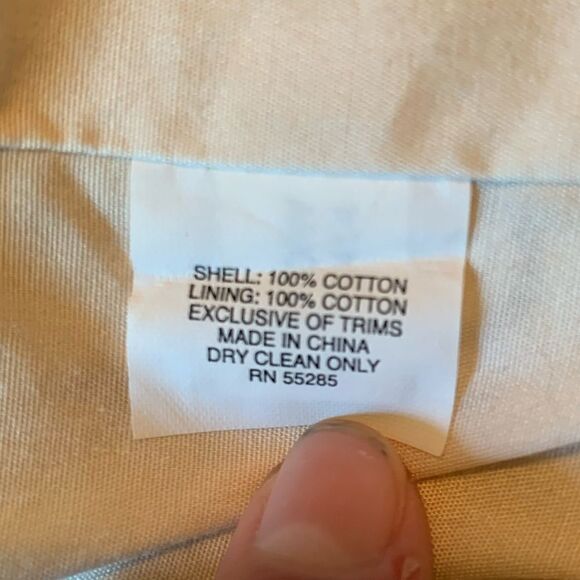 SHELL: 100% COTTON
LINING: 100% COTTON
EXCLUSIVE OF TRIMS
MADE IN CHINA
DRY CLEAN ONLY
RN 55285